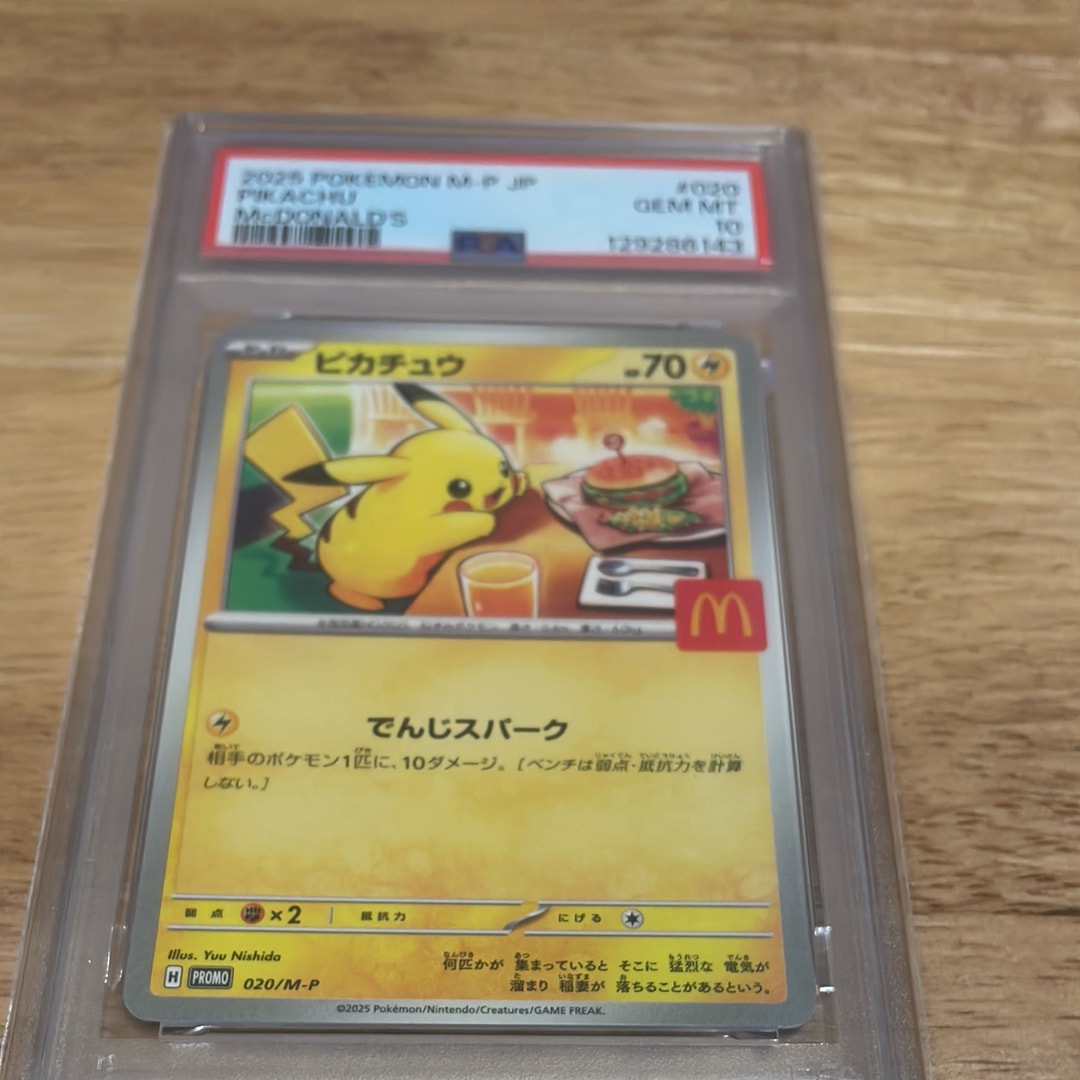 2025 POKEMON M-P JP
PIKACHU
McDONALD'S
#020
GEM MT
10
129286143
PSA
ピカチュウ
HP70
でんじスパーク
相手のポケモン1匹に、10ダメージ。[ベンチは弱点・抵抗力を計算
しない。]
弱点 ×2 抵抗力 にげる
Illus. Yuu Nishida
H PROMO 020/M-P
何匹かが 集まっていると そこに 猛烈な 電気が
溜まり 稲妻が 落ちることがあるという。
©2025 Pokémon/Nintendo/Creatures/GAME FREAK.